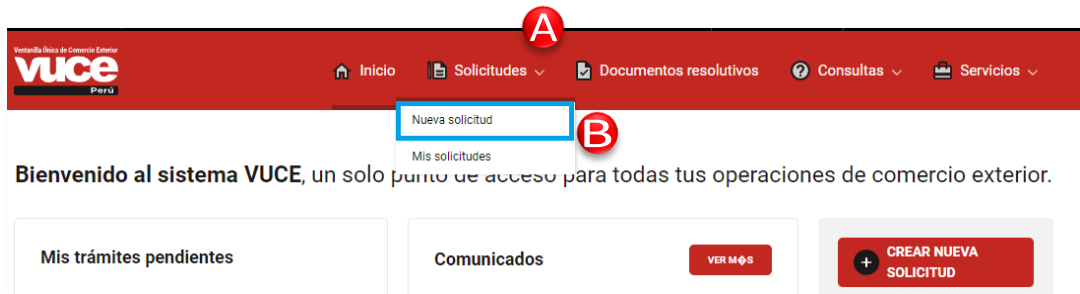 A
Ventanilla Única de Comercio Exterior
vuce
Perú
Inicio
Solicitudes
Documentos resolutivos
Consultas
Servicios
Nueva solicitud
B
Mis solicitudes
Bienvenido al sistema VUCE, un solo punto de acceso para todas tus operaciones de comercio exterior.
Mis trámites pendientes
Comunicados
VER M�S
CREAR NUEVA
SOLICITUD